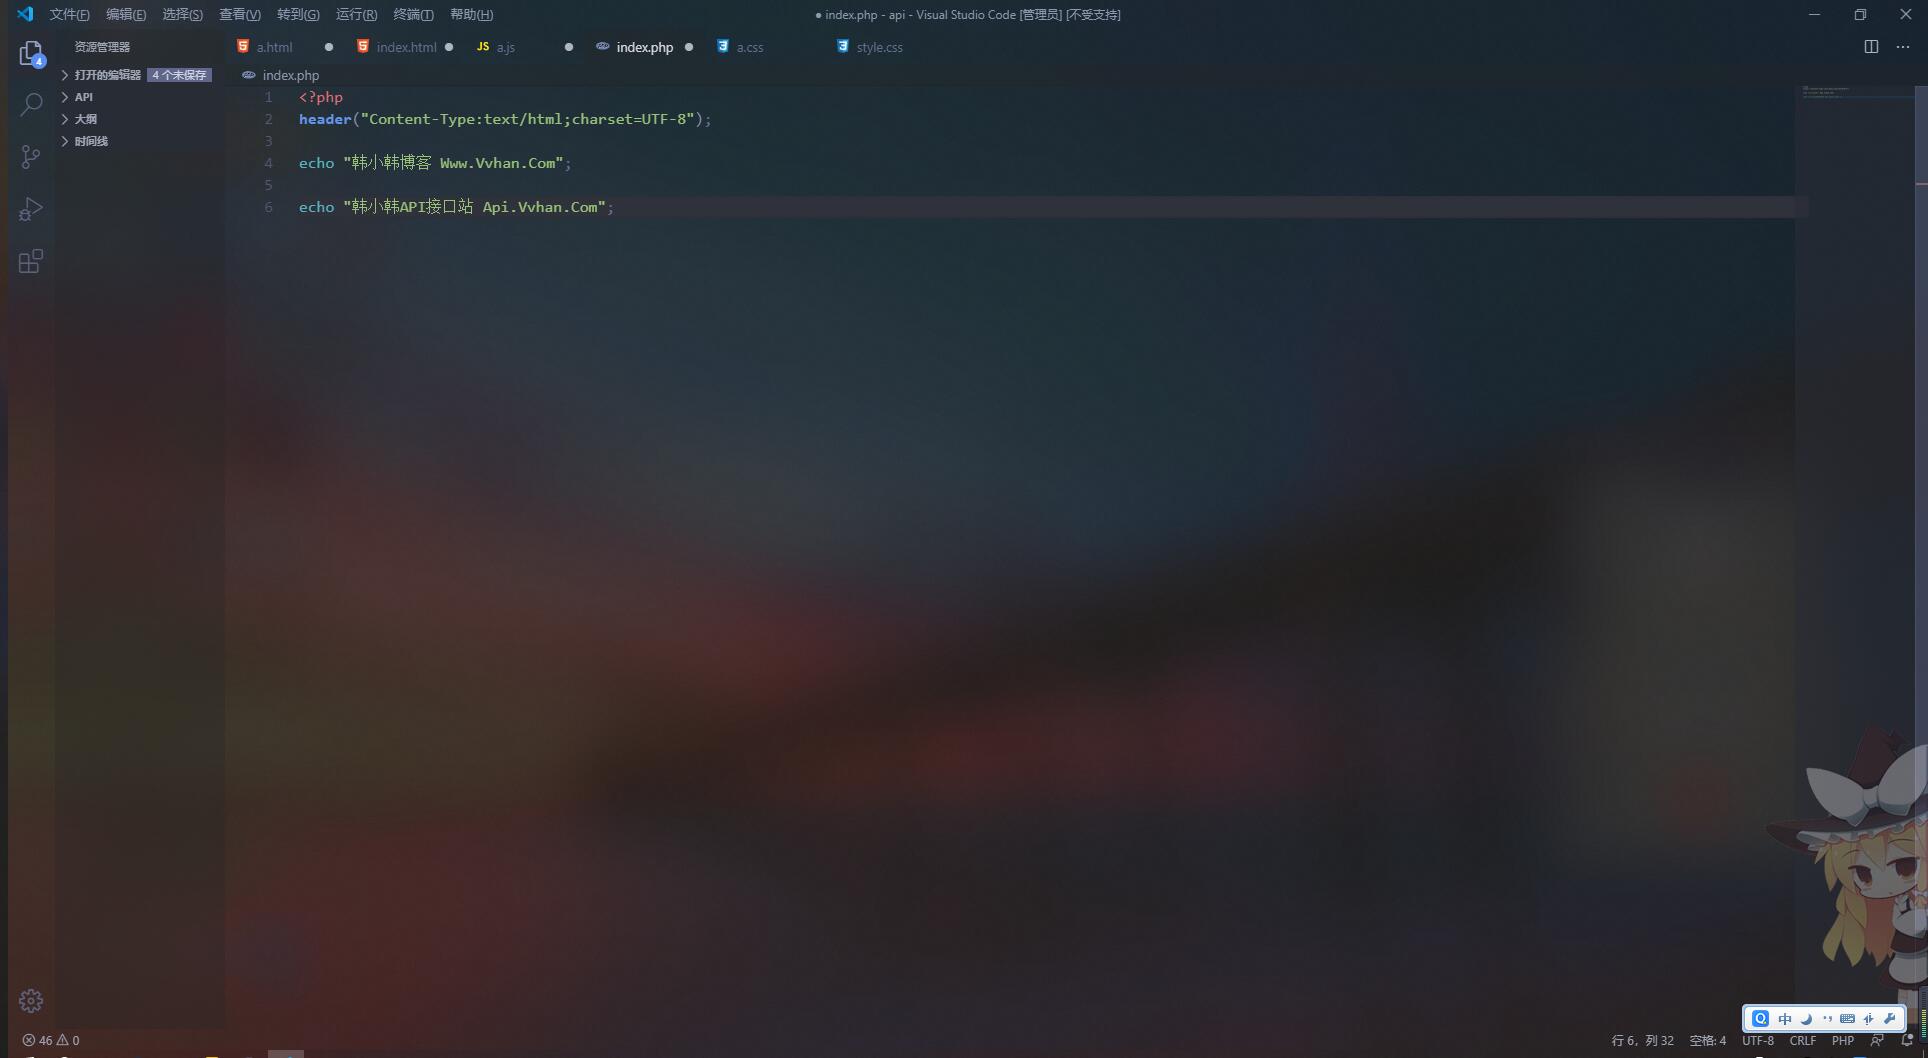 文件(F) 编辑(E) 选择(S) 查看(V) 转到(G) 运行(R) 终端(T) 帮助(H) ● index.php - api - Visual Studio Code [管理员] [不受支持]
资源管理器
a.html index.html JS a.js index.php a.css style.css
4
打开的编辑器 4 个未保存
index.php
API
大纲
时间线
1 <?php
2 header("Content-Type:text/html;charset=UTF-8");
3
4 echo "韩小韩博客 Www.Vvhan.Com";
5
6 echo "韩小韩API接口站 Api.Vvhan.Com";
中
46 0 行 6，列 32 空格: 4 UTF-8 CRLF PHP